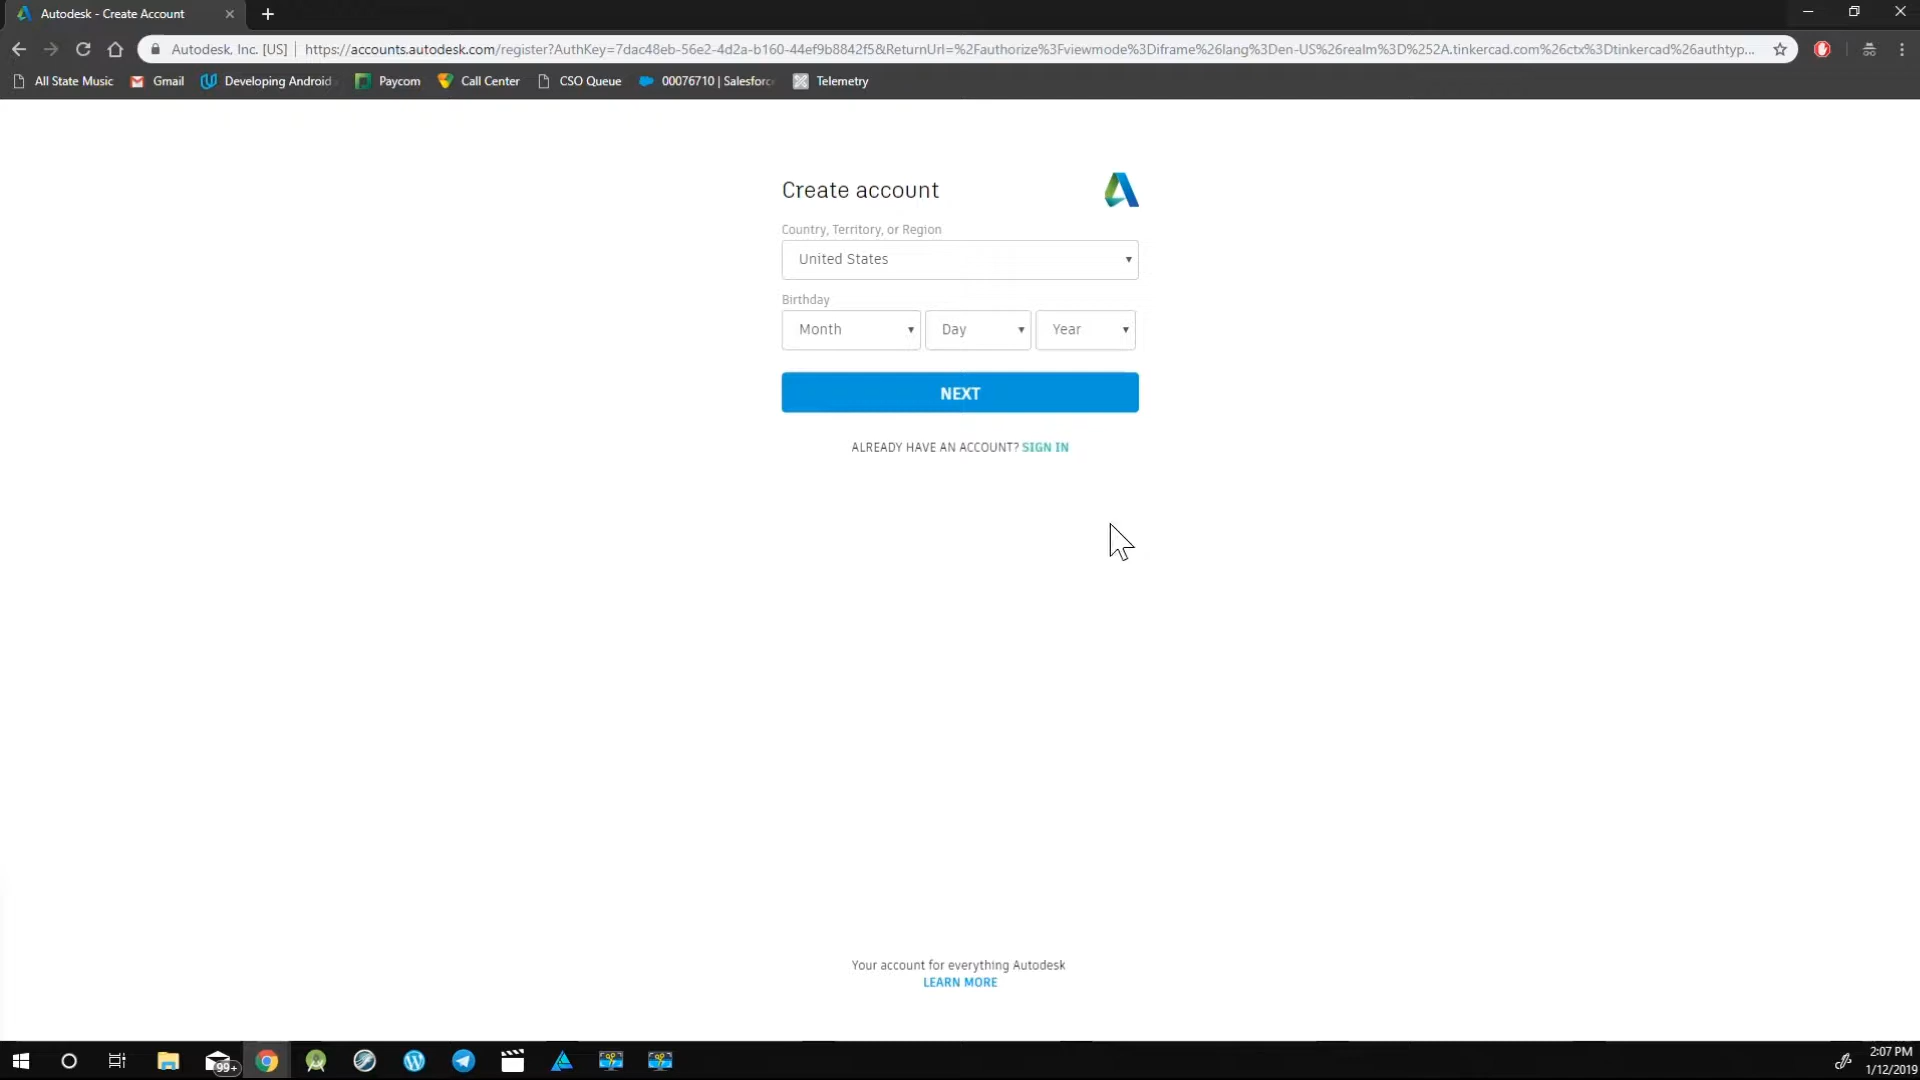 Autodesk - Create Account
Autodesk, Inc. [US] | https://accounts.autodesk.com/register?AuthKey=7dac48eb-56e2-4d2a-b160-44ef9b8842f5&ReturnUrl=%2Fauthorize%3Fviewmode%3Diframe%26lang%3Den-US%26realm%3D%252A.tinkercad.com%26ctx%3Dtinkercad%26authtyp...
All State Music Gmail Developing Android Paycom Call Center CSO Queue 00076710 | Salesforc Telemetry
Create account
Country, Territory, or Region
United States
Birthday
Month Day Year
NEXT
ALREADY HAVE AN ACCOUNT? SIGN IN
Your account for everything Autodesk
LEARN MORE
99+
2:07 PM
1/12/2019